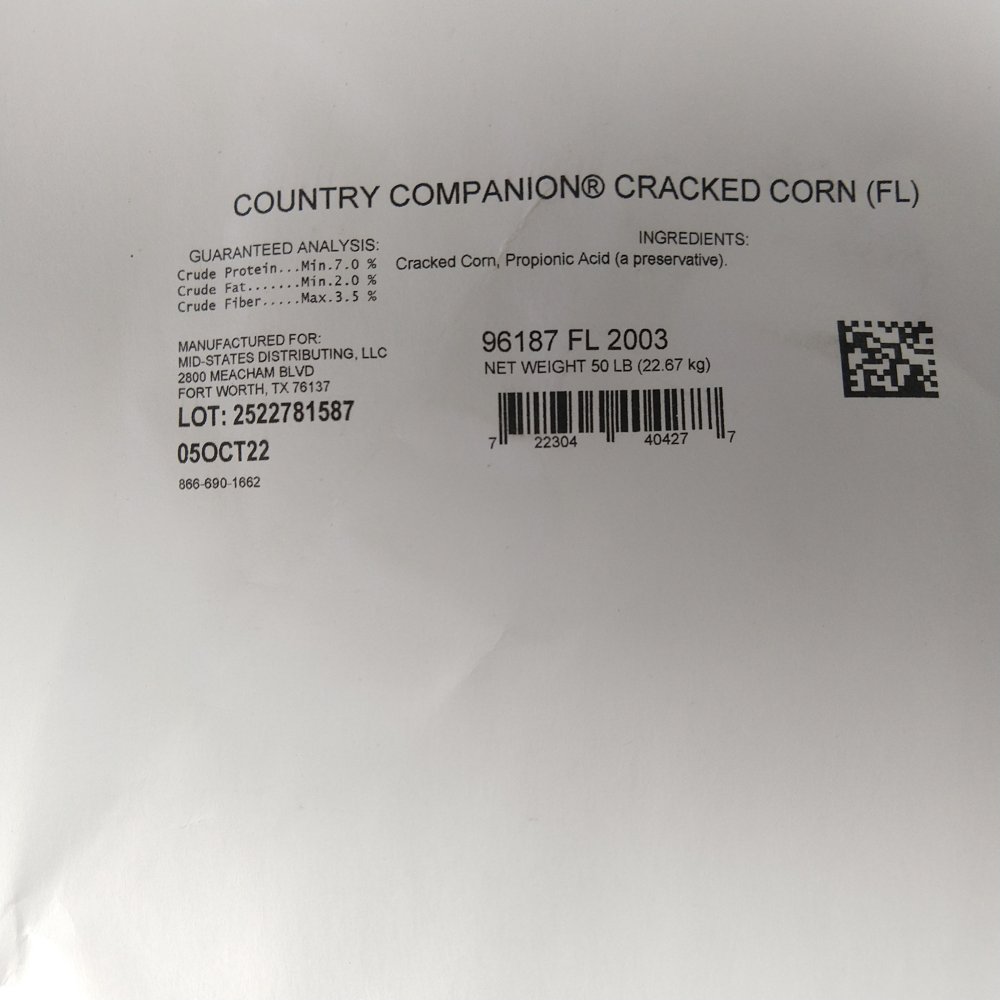 COUNTRY COMPANION® CRACKED CORN (FL)
GUARANTEED ANALYSIS:
Crude Protein...Min.7.0 %
Crude Fat.......Min.2.0 %
Crude Fiber.....Max.3.5 %
INGREDIENTS:
Cracked Corn, Propionic Acid (a preservative).
MANUFACTURED FOR:
MID-STATES DISTRIBUTING, LLC
2800 MEACHAM BLVD
FORT WORTH, TX 76137
LOT: 2522781587
05OCT22
866-690-1662
96187 FL 2003
NET WEIGHT 50 LB (22.67 kg)
7 22304 40427 7